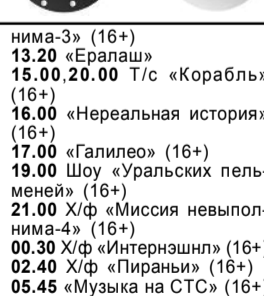 нима-3» (16+)
13.20 «Ералаш»
15.00,20.00 Т/с «Корабль»
(16+)
16.00 «Нереальная история»
(16+)
17.00 «Галилео» (16+)
19.00 Шоу «Уральских пель-
меней» (16+)
21.00 Х/ф «Миссия невыпол-
нима-4» (16+)
00.30 Х/ф «Интернэшнл» (16+)
02.40 Х/ф «Пираньи» (16+)
05.45 «Музыка на СТС» (16+)